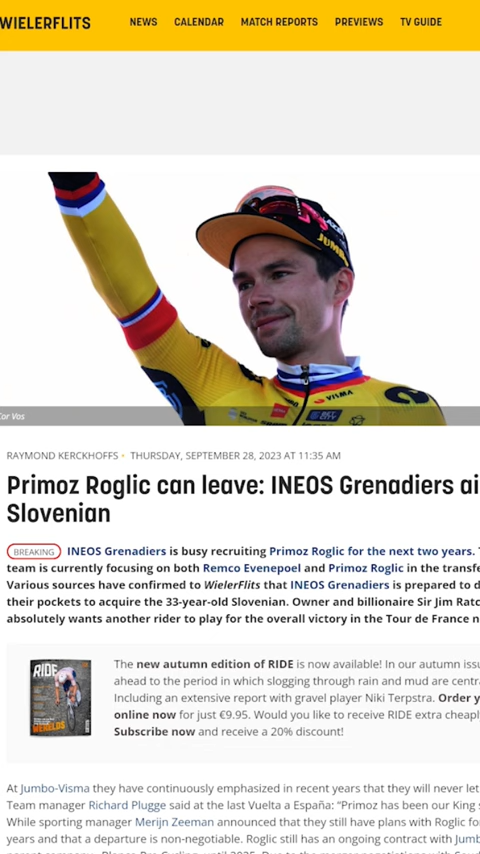 WIELERFLITS NEWS CALENDAR MATCH REPORTS PREVIEWS TV GUIDE
JUMBO
VISMA
Cor Vos
RAYMOND KERCKHOFFS • THURSDAY, SEPTEMBER 28, 2023 AT 11:35 AM
Primoz Roglic can leave: INEOS Grenadiers ai
Slovenian
BREAKING INEOS Grenadiers is busy recruiting Primoz Roglic for the next two years. T
team is currently focusing on both Remco Evenepoel and Primoz Roglic in the transfe
Various sources have confirmed to WielerFlits that INEOS Grenadiers is prepared to d
their pockets to acquire the 33-year-old Slovenian. Owner and billionaire Sir Jim Ratc
absolutely wants another rider to play for the overall victory in the Tour de France n
RIDE
WERELDS
The new autumn edition of RIDE is now available! In our autumn issu
ahead to the period in which slogging through rain and mud are centra
Including an extensive report with gravel player Niki Terpstra. Order y
online now for just €9.95. Would you like to receive RIDE extra cheapl
Subscribe now and receive a 20% discount!
At Jumbo-Visma they have continuously emphasized in recent years that they will never let
Team manager Richard Plugge said at the last Vuelta a España: “Primoz has been our King s
While sporting manager Merijn Zeeman announced that they still have plans with Roglic fo
years and that a departure is non-negotiable. Roglic still has an ongoing contract with Jumb